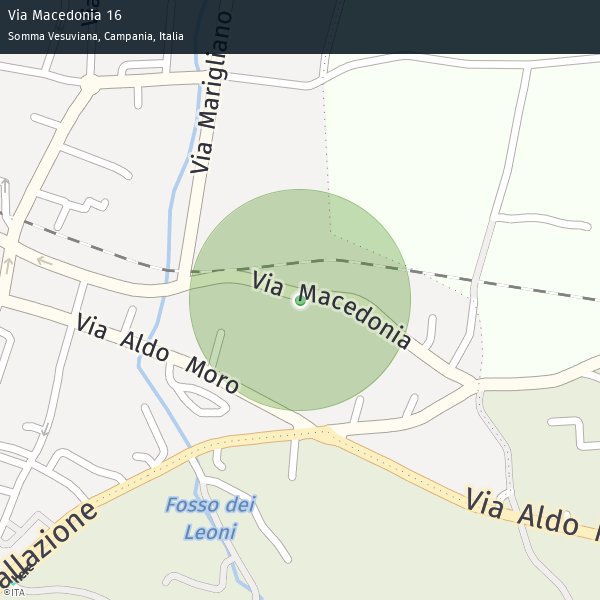 Via Macedonia 16
Somma Vesuviana, Campania, Italia
Via
Via Marigliano
Via Macedonia
Via Aldo Moro
Fosso dei
Leoni
Via Aldo
allazione
©ITA